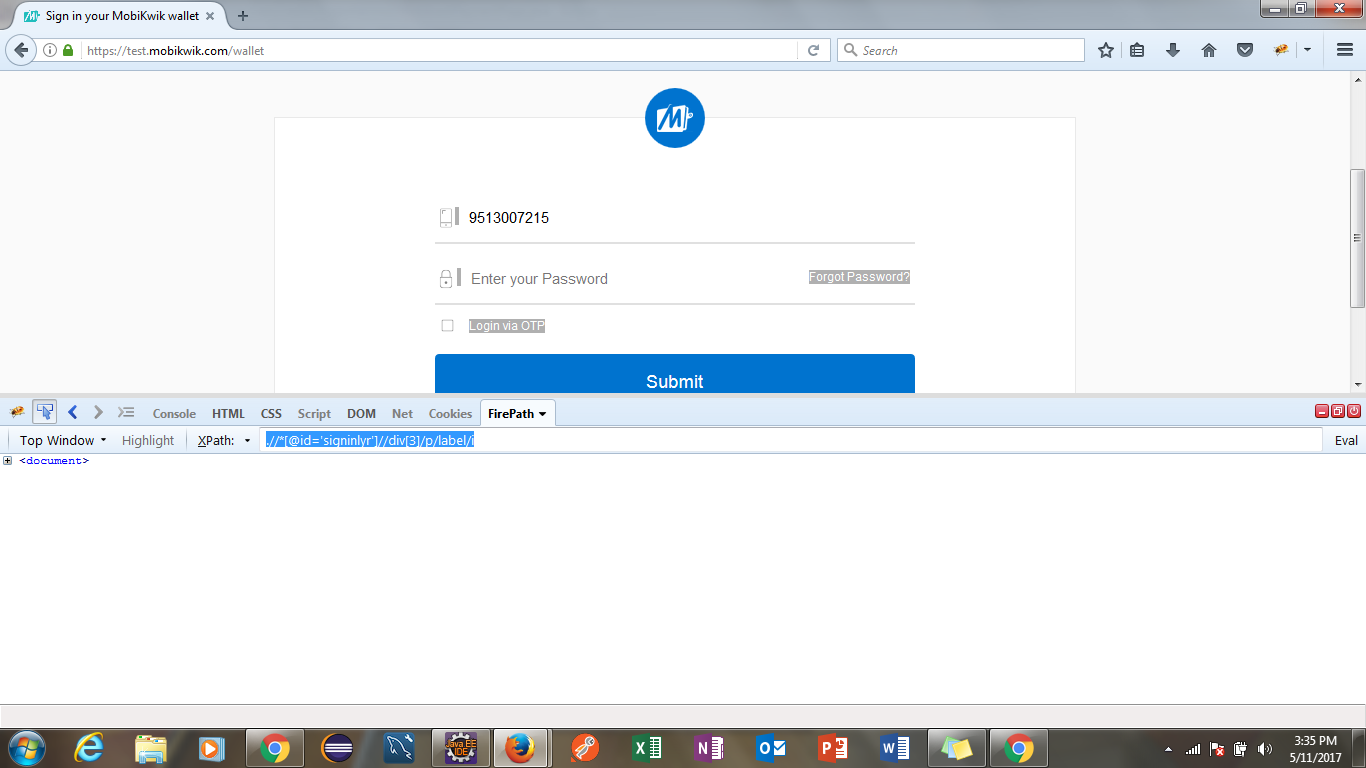 Sign in your MobiKwik wallet
https://test.mobikwik.com/wallet
Search
9513007215
Enter your Password
Forgot Password?
Login via OTP
Submit
Console HTML CSS Script DOM Net Cookies FirePath
Top Window Highlight XPath: .//*[@id='signinlyr']//div[3]/p/label/i Eval
<document>
Java EE
IDE
3:35 PM
5/11/2017